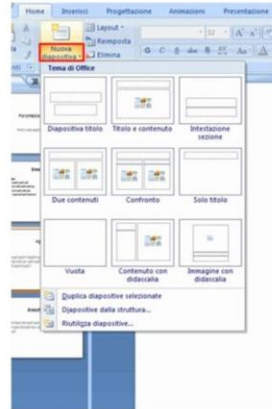 Home Inserisci Progettazione Animazioni Presentazione
Layout
Reimposta
Elimina
Nuova
diapositiva
Tema di Office
Diapositiva titolo Titolo e contenuto Intestazione
sezione
Due contenuti Confronto Solo titolo
Vuota Contenuto con
didascalia Immagine con
didascalia
Duplica diapositive selezionate
Diapositive dalla struttura...
Riutilizza diapositive...